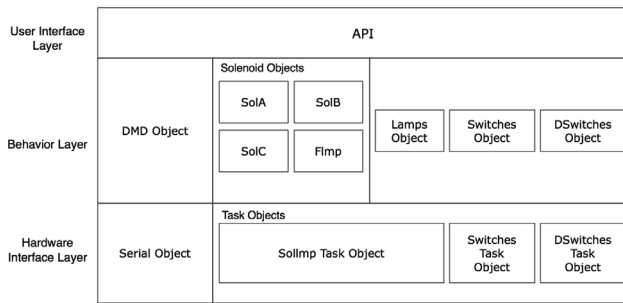 User Interface
Layer
API
Behavior Layer
DMD Object
Solenoid Objects
SolA
SolB
SolC
FImp
Lamps
Object
Switches
Object
DSwitches
Object
Hardware
Interface Layer
Serial Object
Task Objects
SolImp Task Object
Switches
Task
Object
DSwitches
Task
Object